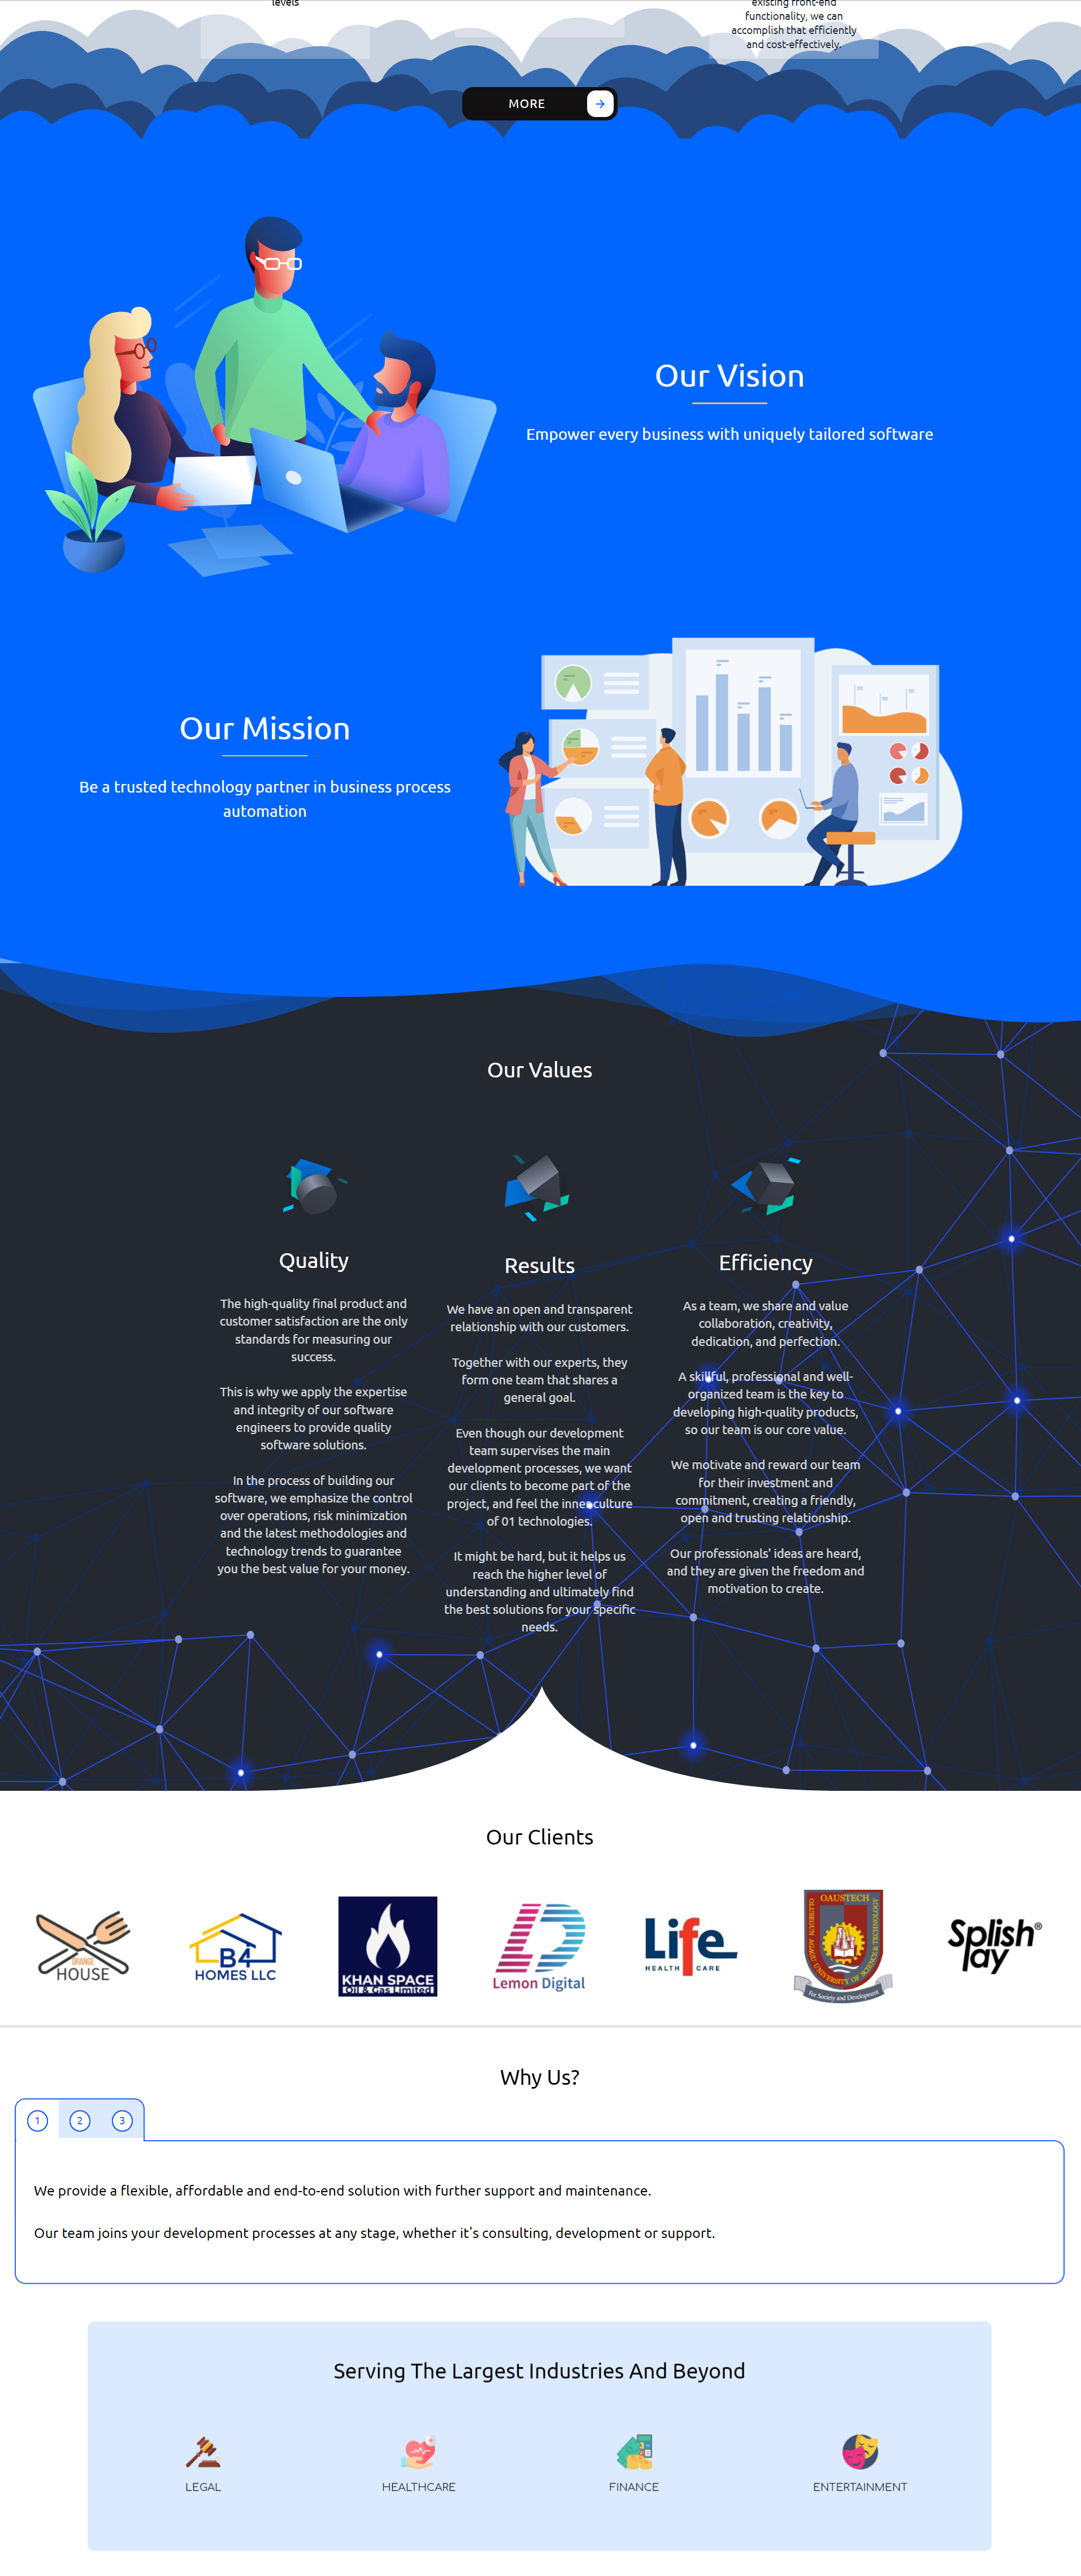 levels
existing front-end
functionality, we can
accomplish that efficiently
and cost-effectively.
MORE
Our Vision
Empower every business with uniquely tailored software
Our Mission
Be a trusted technology partner in business process
automation
Our Values
Quality
The high-quality final product and
customer satisfaction are the only
standards for measuring our
success.
This is why we apply the expertise
and integrity of our software
engineers to provide quality
software solutions.
In the process of building our
software, we emphasize the control
over operations, risk minimization
and the latest methodologies and
technology trends to guarantee
you the best value for your money.
Results
We have an open and transparent
relationship with our customers.
Together with our experts, they
form one team that shares a
general goal.
Even though our development
team supervises the main
development processes, we want
our clients to become part of the
project, and feel the inner culture
of 01 technologies.
It might be hard, but it helps us
reach the higher level of
understanding and ultimately find
the best solutions for your specific
needs.
Efficiency
As a team, we share and value
collaboration, creativity,
dedication, and perfection.
A skillful, professional and well-
organized team is the key to
developing high-quality products,
so our team is our core value.
We motivate and reward our team
for their investment and
commitment, creating a friendly,
open and trusting relationship.
Our professionals' ideas are heard,
and they are given the freedom and
motivation to create.
Our Clients
ORANGE
HOUSE
B4
HOMES LLC
KHAN SPACE
Oil & Gas Limited
Lemon Digital
Life
HEALTH CARE
OAUSTECH
OLUSEGUN AGAGU UNIVERSITY OF SCIENCE & TECHNOLOGY
For Society and Development
Splish®
lay
Why Us?
1
2
3
We provide a flexible, affordable and end-to-end solution with further support and maintenance.
Our team joins your development processes at any stage, whether it's consulting, development or support.
Serving The Largest Industries And Beyond
LEGAL
HEALTHCARE
FINANCE
ENTERTAINMENT